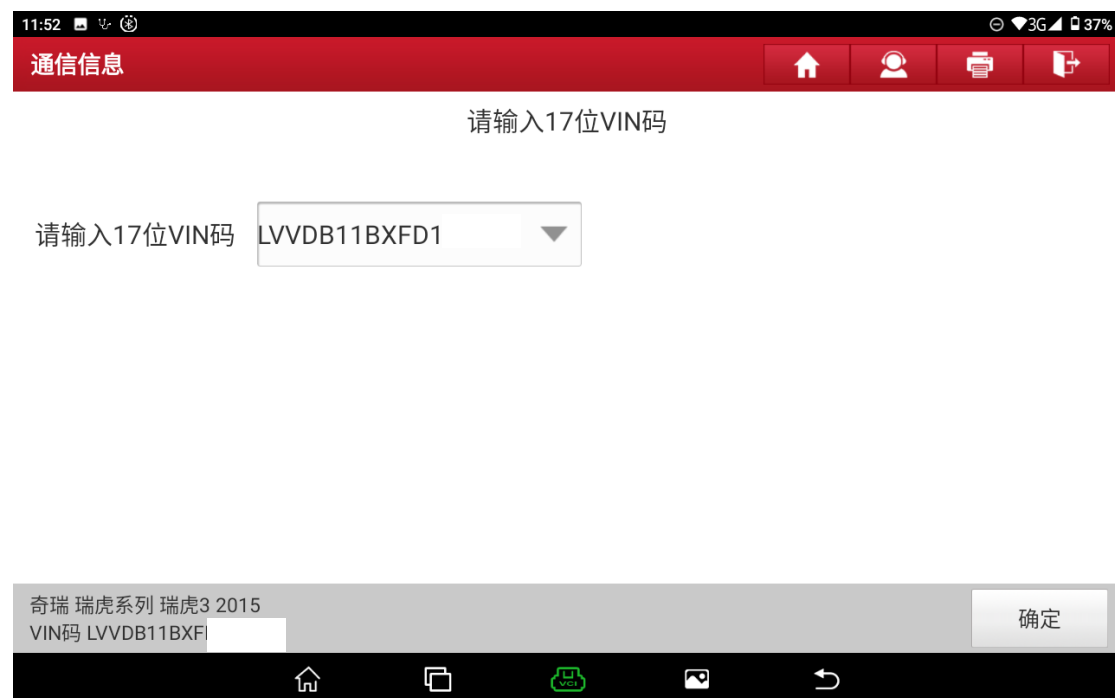 11:52 3G 37%
通信信息
请输入17位VIN码
请输入17位VIN码 LVVDB11BXFD1
奇瑞 瑞虎系列 瑞虎3 2015
VIN码 LVVDB11BXF
确定
VCI